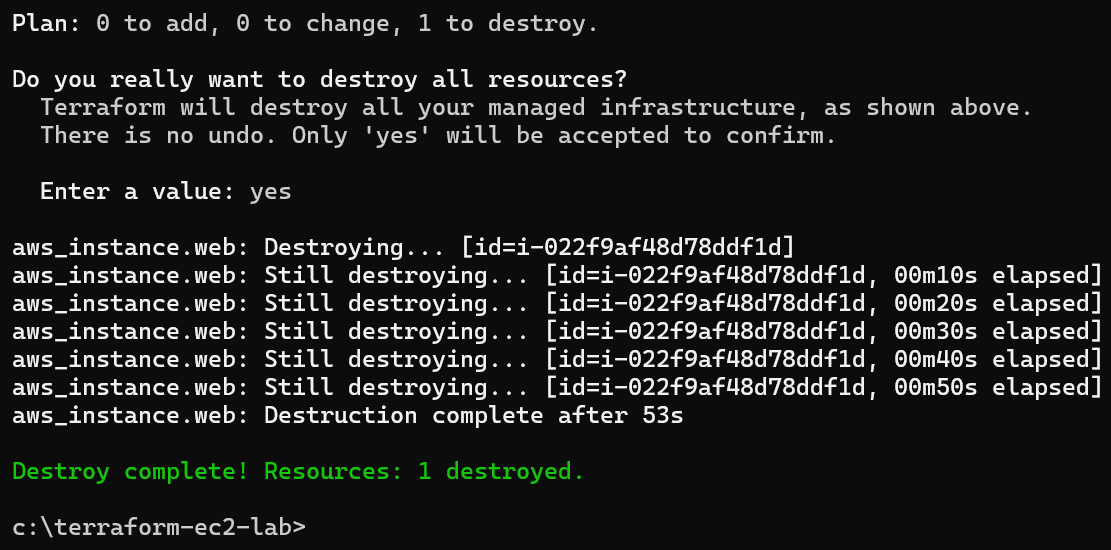 Plan: 0 to add, 0 to change, 1 to destroy.
Do you really want to destroy all resources?
Terraform will destroy all your managed infrastructure, as shown above.
There is no undo. Only 'yes' will be accepted to confirm.
Enter a value: yes
aws_instance.web: Destroying... [id=i-022f9af48d78ddf1d]
aws_instance.web: Still destroying... [id=i-022f9af48d78ddf1d, 00m10s elapsed]
aws_instance.web: Still destroying... [id=i-022f9af48d78ddf1d, 00m20s elapsed]
aws_instance.web: Still destroying... [id=i-022f9af48d78ddf1d, 00m30s elapsed]
aws_instance.web: Still destroying... [id=i-022f9af48d78ddf1d, 00m40s elapsed]
aws_instance.web: Still destroying... [id=i-022f9af48d78ddf1d, 00m50s elapsed]
aws_instance.web: Destruction complete after 53s
Destroy complete! Resources: 1 destroyed.
c:\terraform-ec2-lab>